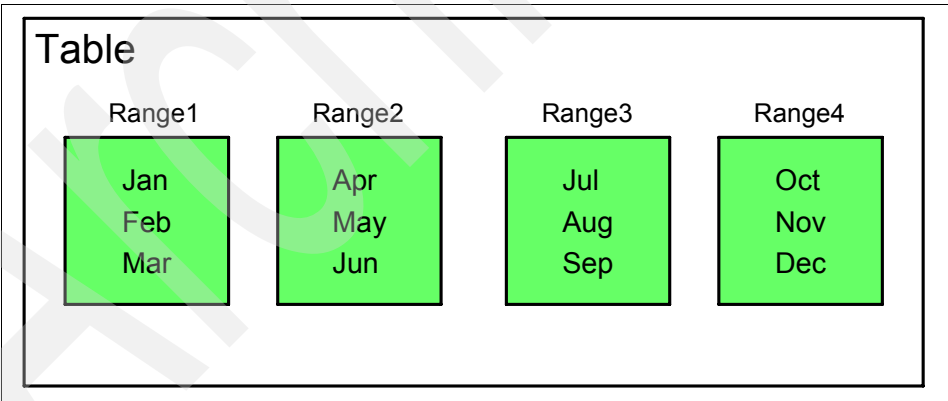 Table
Range1 Range2 Range3 Range4
Jan Apr Jul Oct
Feb May Aug Nov
Mar Jun Sep Dec